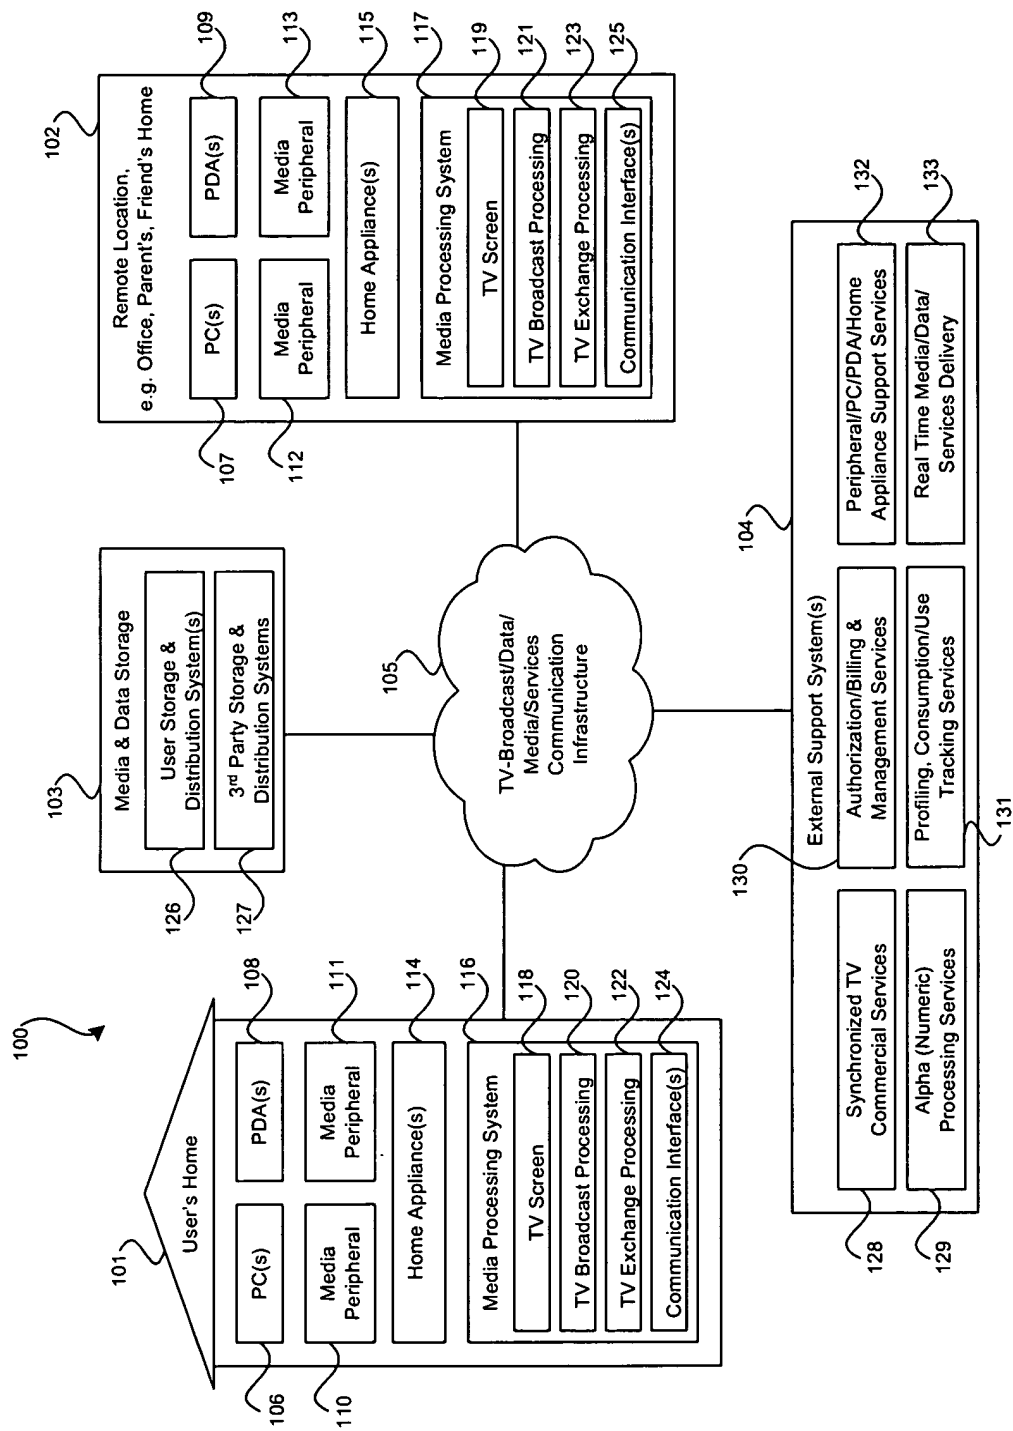 100
101
User's Home
PC(s)
PDA(s)
106
108
Media
Peripheral
Media
Peripheral
110
111
Home Appliance(s)
114
Media Processing System
116
TV Screen
118
TV Broadcast Processing
120
TV Exchange Processing
122
Communication Interface(s)
124
103
Media & Data Storage
User Storage &
Distribution System(s)
126
3rd Party Storage &
Distribution Systems
127
105
TV-Broadcast/Data/
Media/Services
Communication
Infrastructure
102
Remote Location,
e.g. Office, Parent's, Friend's Home
PC(s)
PDA(s)
107
109
Media
Peripheral
Media
Peripheral
112
113
Home Appliance(s)
115
Media Processing System
117
TV Screen
119
TV Broadcast Processing
121
TV Exchange Processing
123
Communication Interface(s)
125
104
External Support System(s)
Synchronized TV
Commercial Services
128
Authorization/Billing &
Management Services
130
Peripheral/PC/PDA/Home
Appliance Support Services
132
Alpha (Numeric)
Processing Services
129
Profiling, Consumption/Use
Tracking Services
131
Real Time Media/Data/
Services Delivery
133